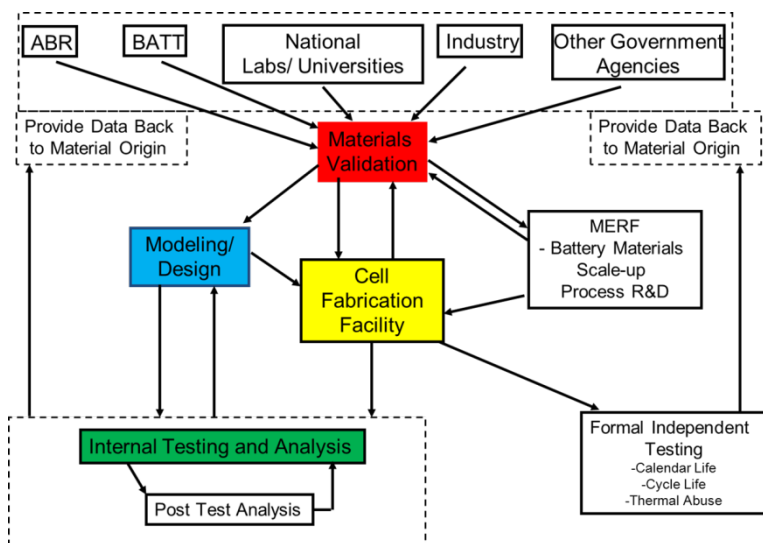 ABR
BATT
National
Labs/ Universities
Industry
Other Government
Agencies
Provide Data Back
to Material Origin
Materials
Validation
Provide Data Back
to Material Origin
Modeling/
Design
Cell
Fabrication
Facility
MERF
- Battery Materials
Scale-up
Process R&D
Internal Testing and Analysis
Post Test Analysis
Formal Independent
Testing
-Calendar Life
-Cycle Life
-Thermal Abuse